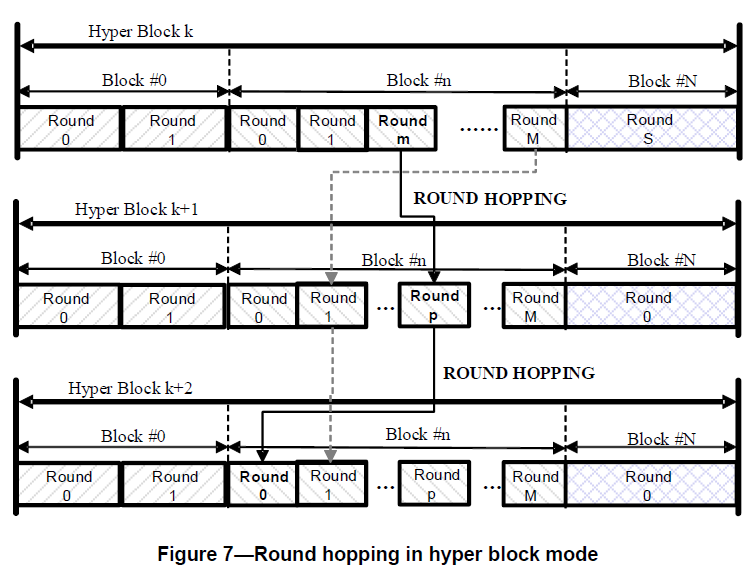 Hyper Block k
Block #0 Block #n Block #N
Round Round Round Round Round Round Round
0 1 0 1 m ...... M S
ROUND HOPPING
Hyper Block k+1
Block #0 Block #n Block #N
Round Round Round Round Round Round Round
0 1 0 1 ... p ... M 0
ROUND HOPPING
Hyper Block k+2
Block #0 Block #n Block #N
Round Round Round Round Round Round Round
0 1 0 1 ... p ... M 0
Figure 7—Round hopping in hyper block mode